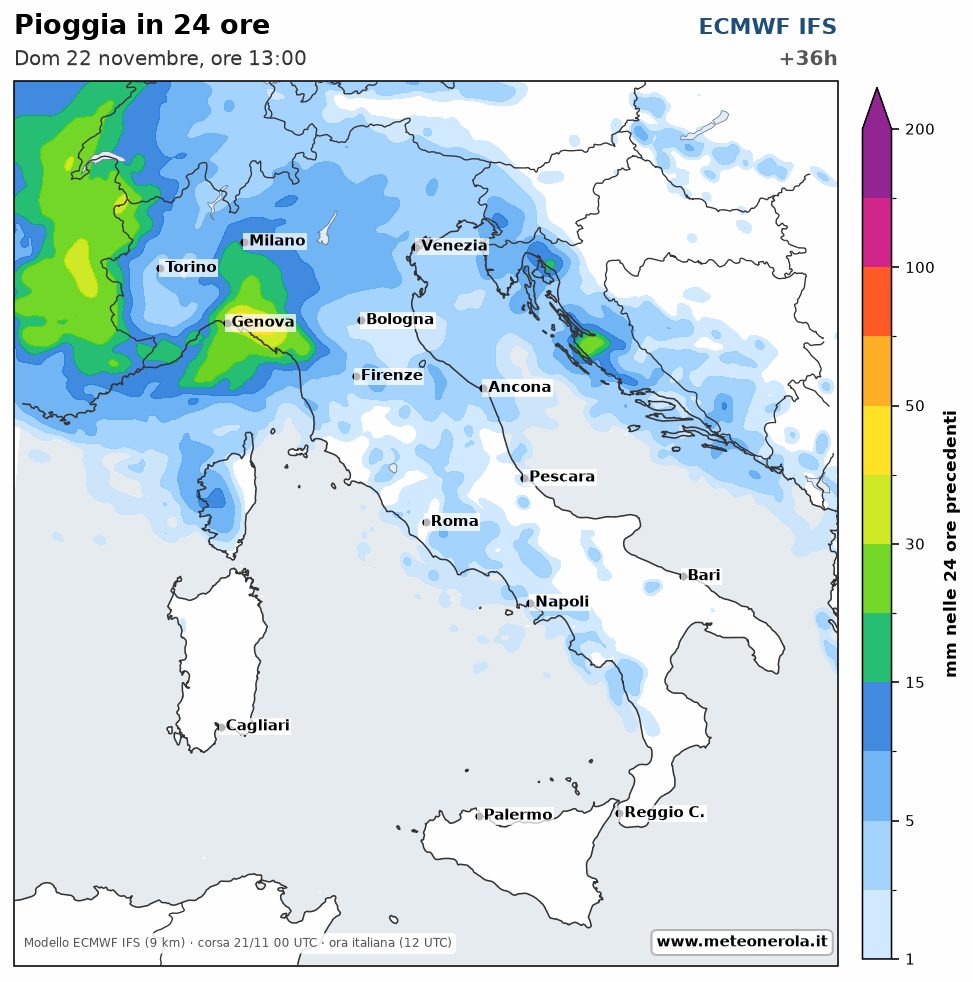 Pioggia in 24 ore
ECMWF IFS
Dom 22 novembre, ore 13:00
+36h
Milano
Venezia
Torino
Genova
Bologna
Firenze
Ancona
Pescara
Roma
Bari
Napoli
Cagliari
Palermo
Reggio C.
200
100
50
30
15
5
1
mm nelle 24 ore precedenti
Modello ECMWF IFS (9 km) · corsa 21/11 00 UTC · ora italiana (12 UTC)
www.meteonerola.it